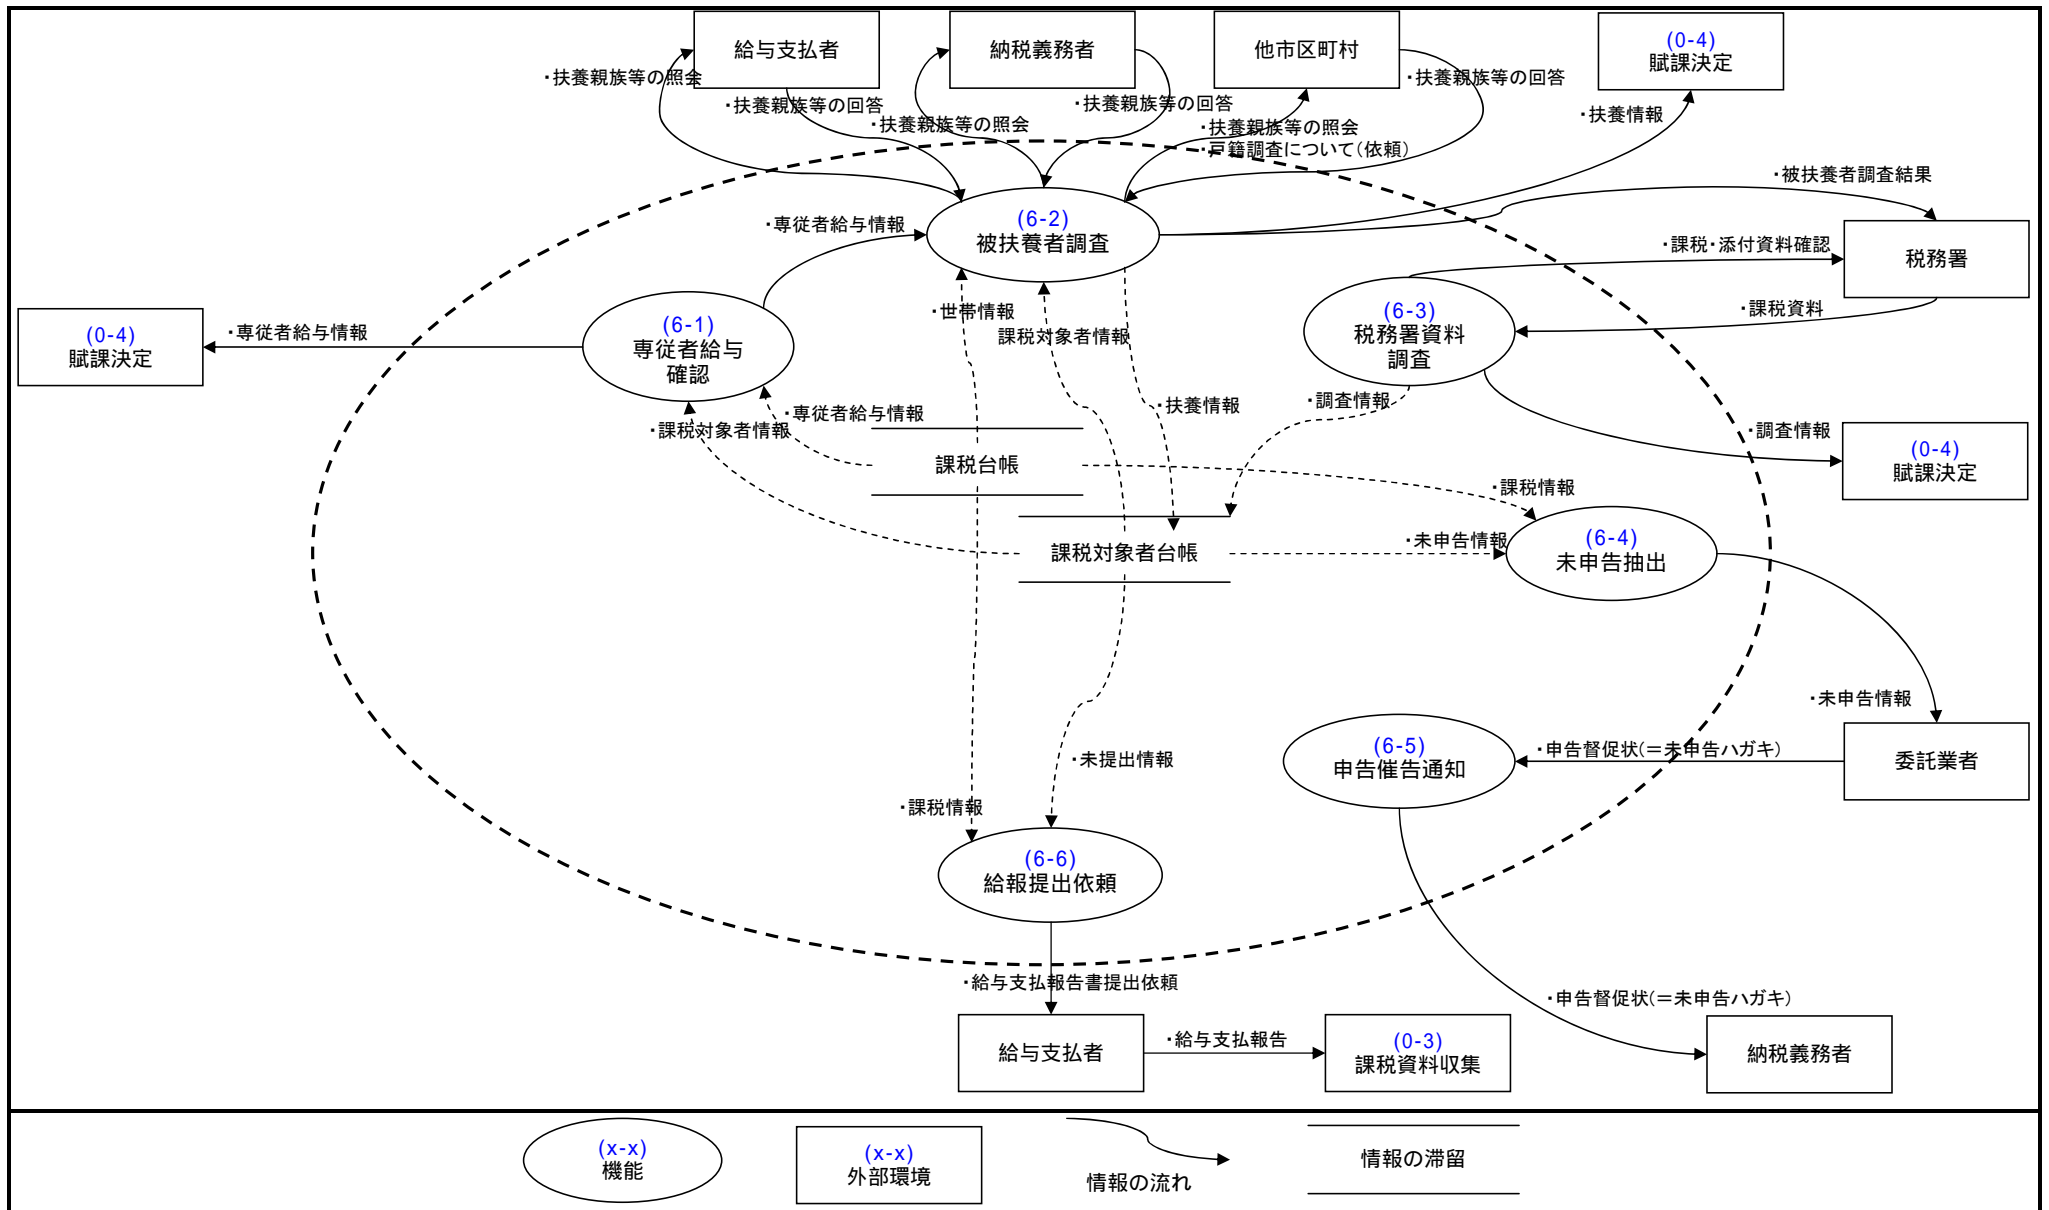 給与支払者
納税義務者
他市区町村
(0-4)
賦課決定
・扶養親族等の照会
・扶養親族等の回答
・扶養親族等の照会
・扶養親族等の回答
・扶養親族等の照会
・戸籍調査について(依頼)
・扶養親族等の回答
・扶養情報
・被扶養者調査結果
(6-2)
被扶養者調査
・専従者給与情報
・課税・添付資料確認
税務署
・課税資料
(6-3)
税務署資料
調査
(0-4)
賦課決定
・専従者給与情報
(6-1)
専従者給与
確認
・世帯情報
課税対象者情報
・扶養情報
・調査情報
・専従者給与情報
・課税対象者情報
課税台帳
・調査情報
(0-4)
賦課決定
・課税情報
課税対象者台帳
・未申告情報
(6-4)
未申告抽出
・未申告情報
(6-5)
申告催告通知
・申告督促状(=未申告ハガキ)
委託業者
・未提出情報
・課税情報
(6-6)
給報提出依頼
・給与支払報告書提出依頼
・申告督促状(=未申告ハガキ)
給与支払者
・給与支払報告
(0-3)
課税資料収集
納税義務者
(x-x)
機能
(x-x)
外部環境
情報の流れ
情報の滞留